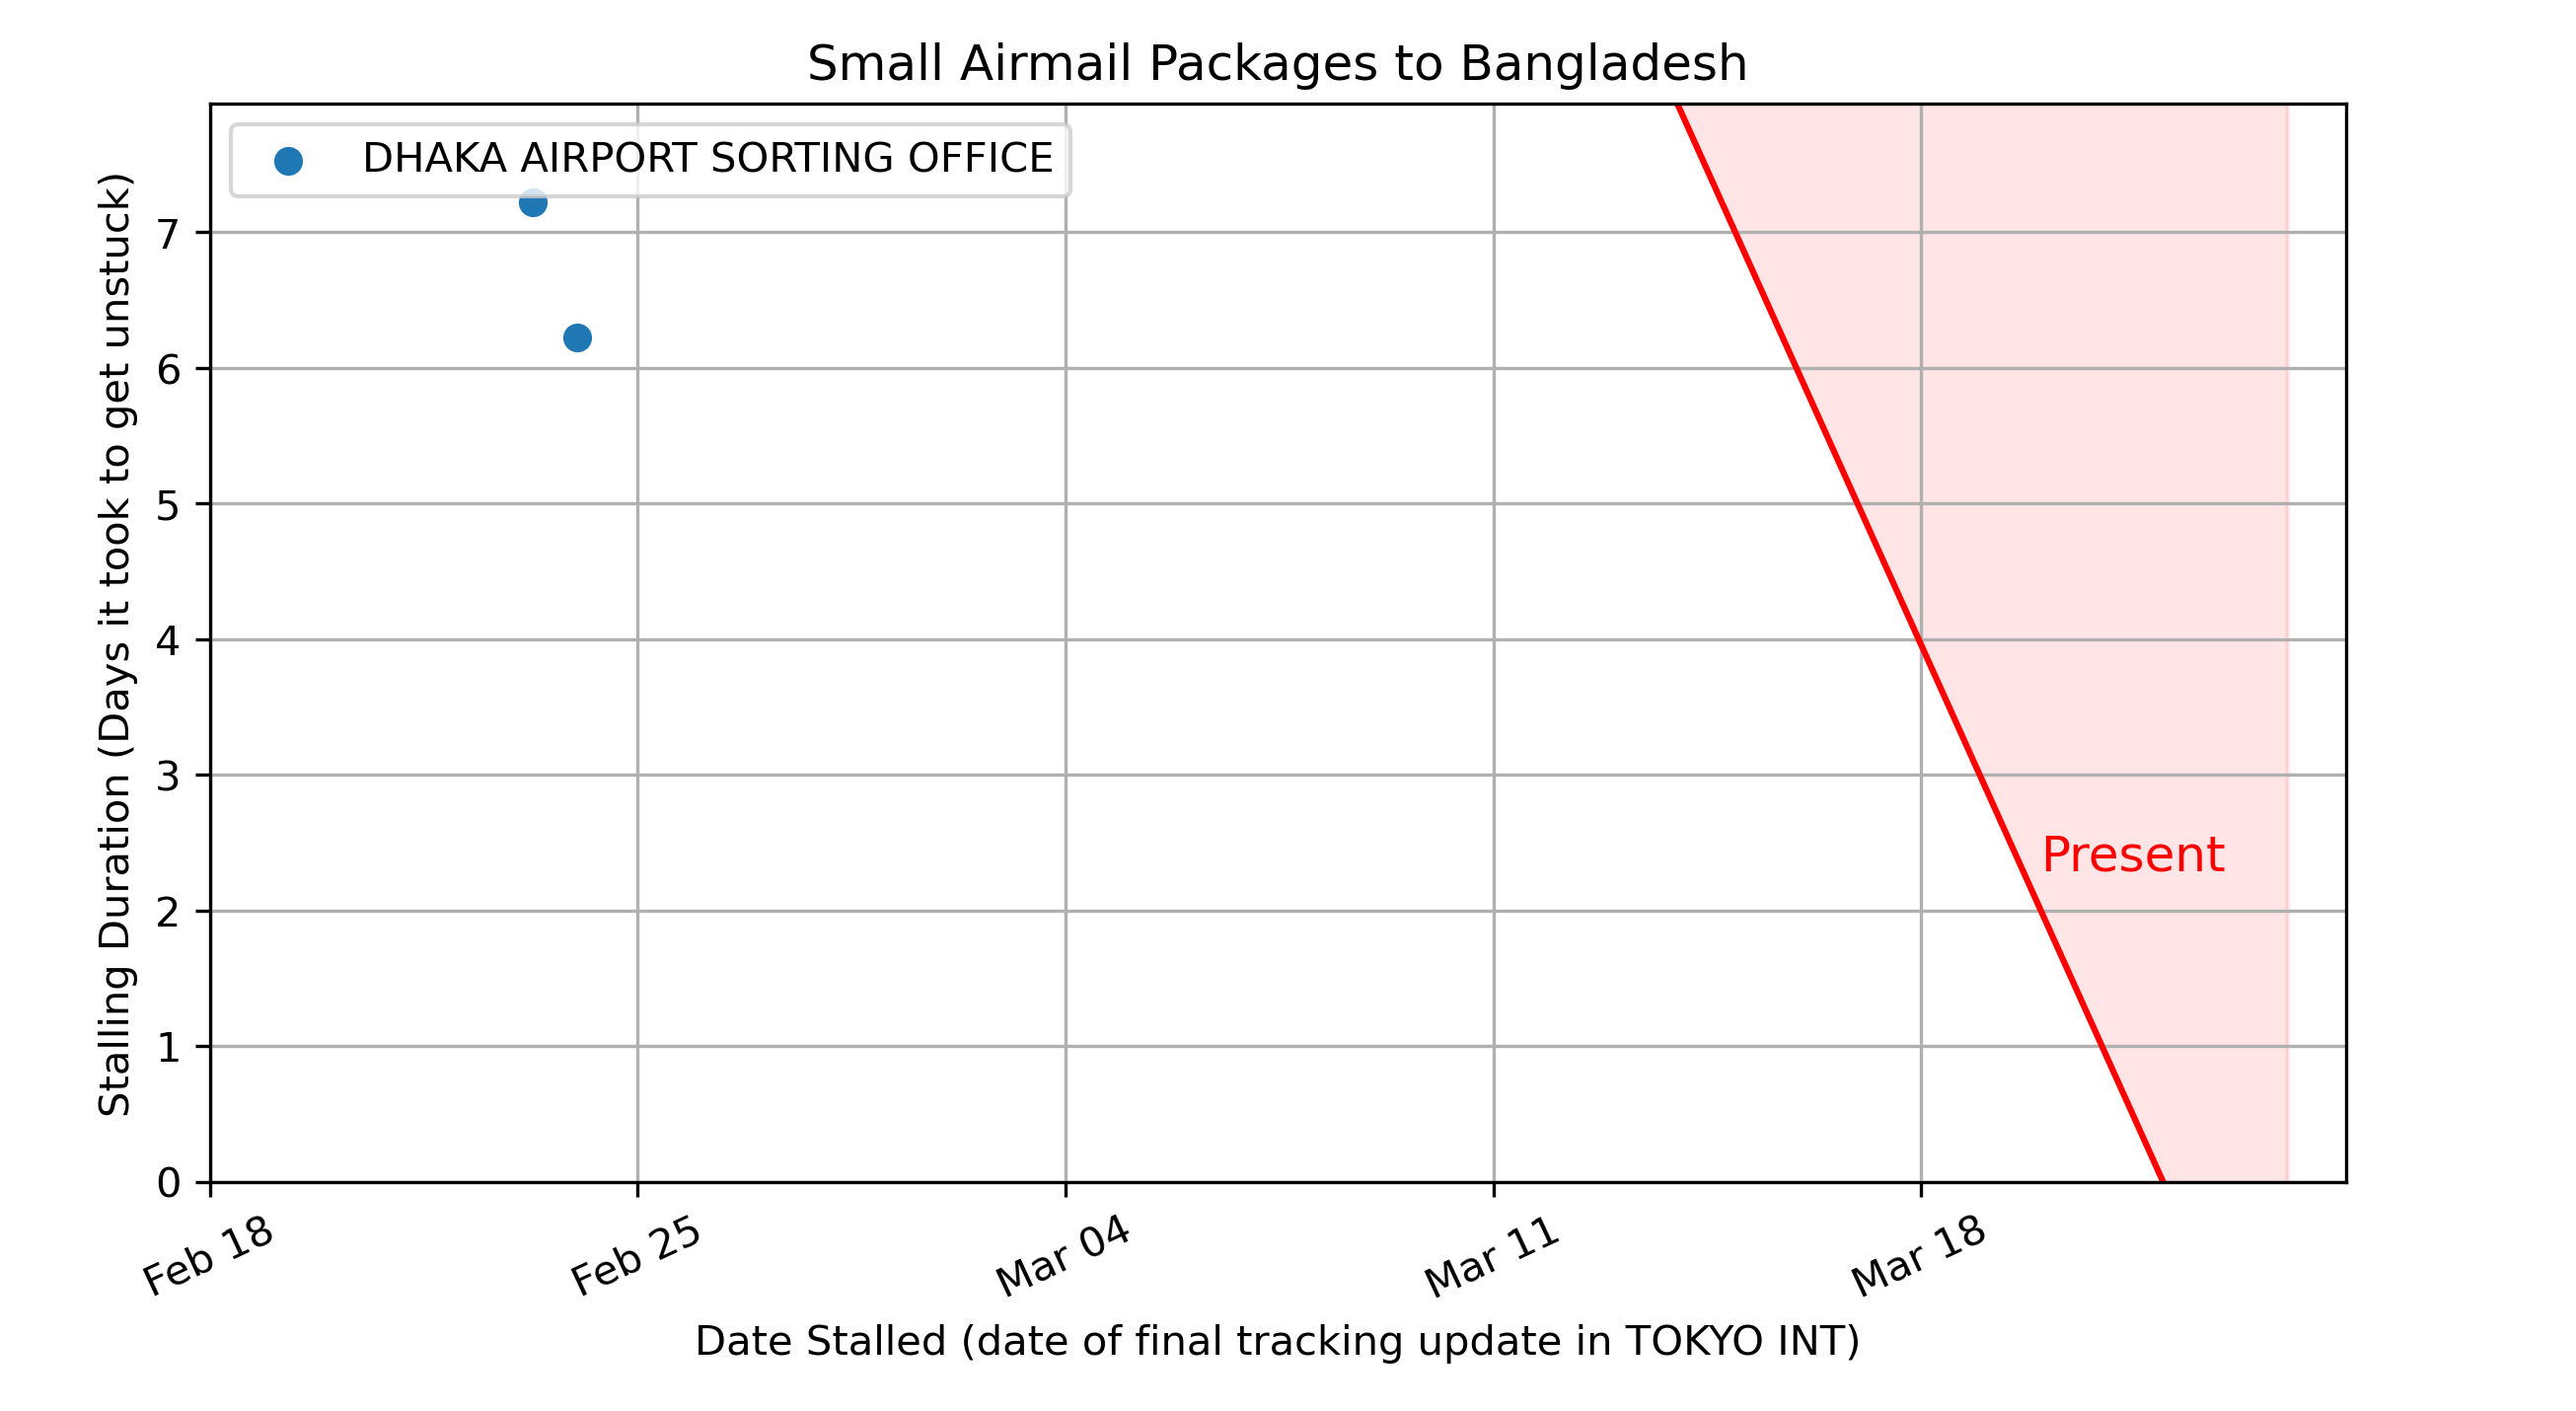 Small Airmail Packages to Bangladesh
DHAKA AIRPORT SORTING OFFICE
Stalling Duration (Days it took to get unstuck)
7
6
5
4
3
2
1
0
Present
Feb 18
Feb 25
Mar 04
Mar 11
Mar 18
Date Stalled (date of final tracking update in TOKYO INT)